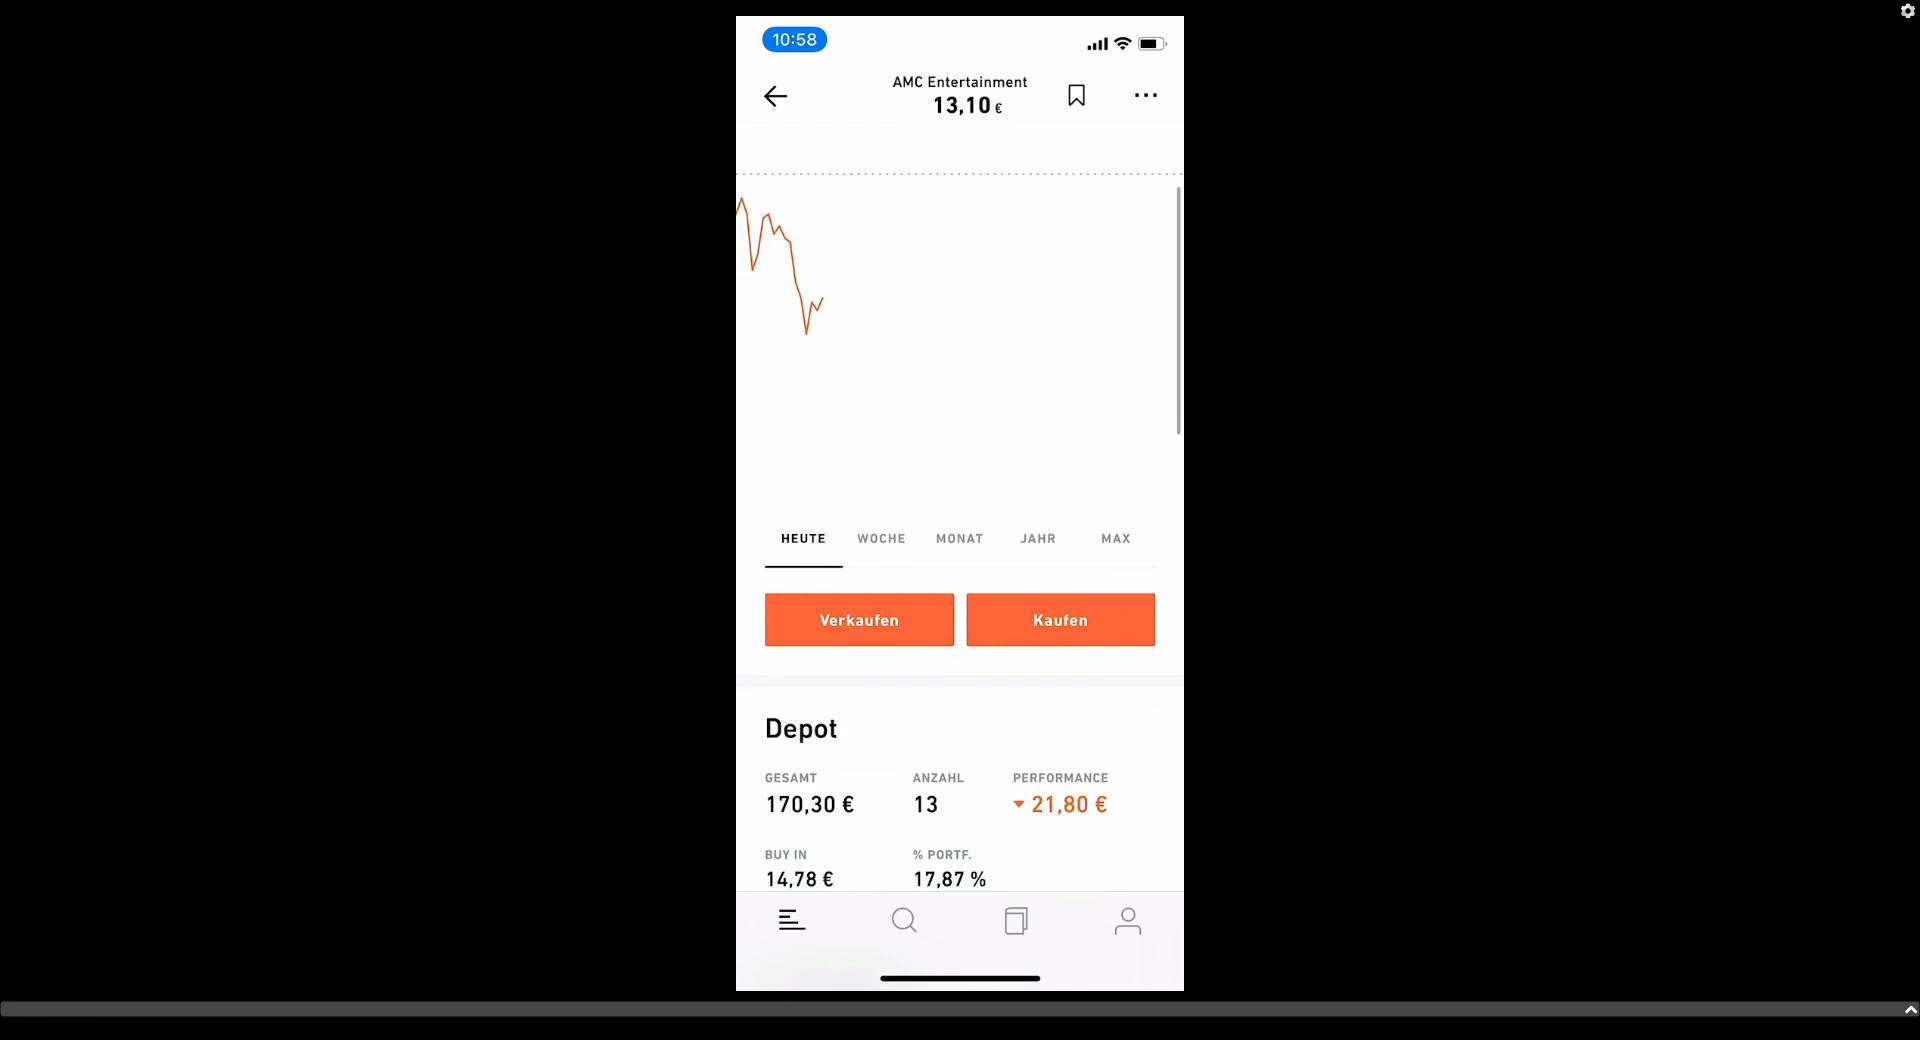 10:58
AMC Entertainment
13,10 €
HEUTE WOCHE MONAT JAHR MAX
Verkaufen Kaufen
Depot
GESAMT ANZAHL PERFORMANCE
170,30 € 13 21,80 €
BUY IN % PORTF.
14,78 € 17,87 %